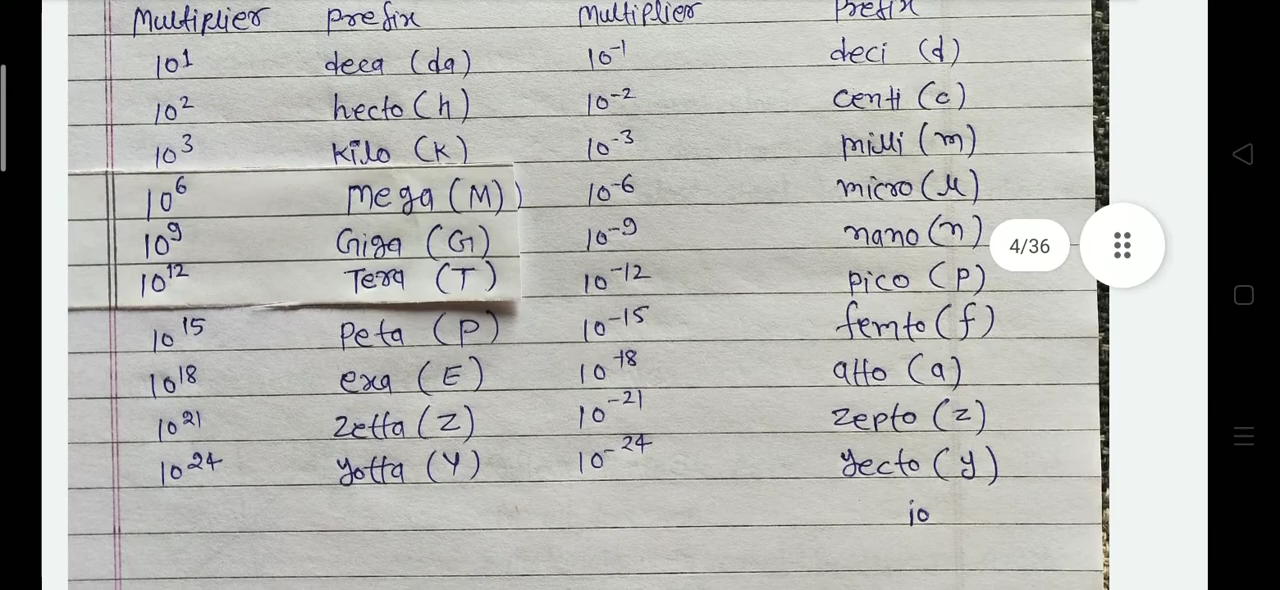 Multiplier Prefix Multiplier Prefix
10¹ deca (da) 10⁻¹ deci (d)
10² hecto (h) 10⁻² centi (c)
10³ Kilo (K) 10⁻³ milli (m)
10⁶ Mega (M) ) 10⁻⁶ micro (μ)
10⁹ Giga (G) 10⁻⁹ nano (n)
4/36
10¹² Tera (T) 10⁻¹² pico (p)
10¹⁵ Peta (P) 10⁻¹⁵ femto (f)
10¹⁸ exa (E) 10⁻¹⁸ atto (a)
10²¹ Zetta (Z) 10⁻²¹ zepto (z)
10²⁴ yotta (Y) 10⁻²⁴ yecto (y)
io